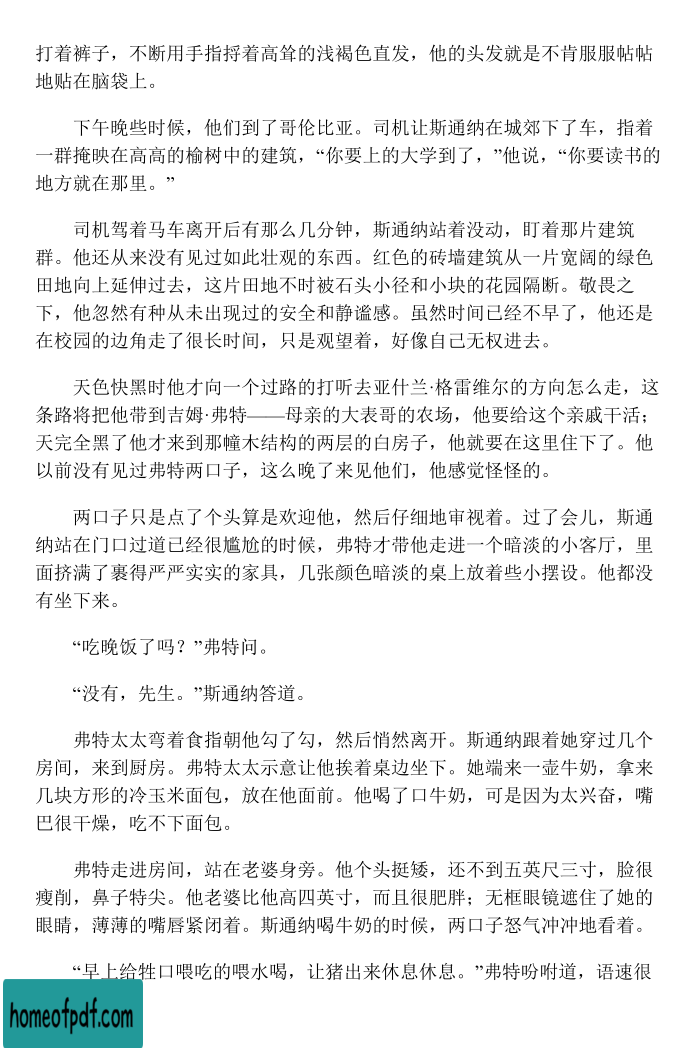 打着裤子，不断用手指捋着高耸的浅褐色直发，他的头发就是不肯服服帖帖
地贴在脑袋上。
下午晚些时候，他们到了哥伦比亚。司机让斯通纳在城郊下了车，指着
一群掩映在高高的榆树中的建筑，“你要上的大学到了，”他说，“你要读书的
地方就在那里。”
司机驾着马车离开后有那么几分钟，斯通纳站着没动，盯着那片建筑
群。他还从来没有见过如此壮观的东西。红色的砖墙建筑从一片宽阔的绿色
田地向上延伸过去，这片田地不时被石头小径和小块的花园隔断。敬畏之
下，他忽然有种从未出现过的安全和静谧感。虽然时间已经不早了，他还是
在校园的边角走了很长时间，只是观望着，好像自己无权进去。
天色快黑时他才向一个过路的打听去亚什兰·格雷维尔的方向怎么走，这
条路将把他带到吉姆·弗特——母亲的大表哥的农场，他要给这个亲戚干活；
天完全黑了他才来到那幢木结构的两层的白房子，他就要在这里住下了。他
以前没有见过弗特两口子，这么晚了来见他们，他感觉怪怪的。
两口子只是点了个头算是欢迎他，然后仔细地审视着。过了会儿，斯通
纳站在门口过道已经很尴尬的时候，弗特才带他走进一个暗淡的小客厅，里
面挤满了裹得严严实实的家具，几张颜色暗淡的桌上放着些小摆设。他都没
有坐下来。
“吃晚饭了吗？”弗特问。
“没有，先生。”斯通纳答道。
弗特太太弯着食指朝他勾了勾，然后悄然离开。斯通纳跟着她穿过几个
房间，来到厨房。弗特太太示意让他挨着桌边坐下。她端来一壶牛奶，拿来
几块方形的冷玉米面包，放在他面前。他喝了口牛奶，可是因为太兴奋，嘴
巴很干燥，吃不下面包。
弗特走进房间，站在老婆身旁。他个头挺矮，还不到五英尺三寸，脸很
瘦削，鼻子特尖。他老婆比他高四英寸，而且很肥胖；无框眼镜遮住了她的
眼睛，薄薄的嘴唇紧闭着。斯通纳喝牛奶的时候，两口子怒气冲冲地看着。
“早上给牲口喂吃的喂水喝，让猪出来休息休息。”弗特吩咐道，语速很
homeofpdf.com